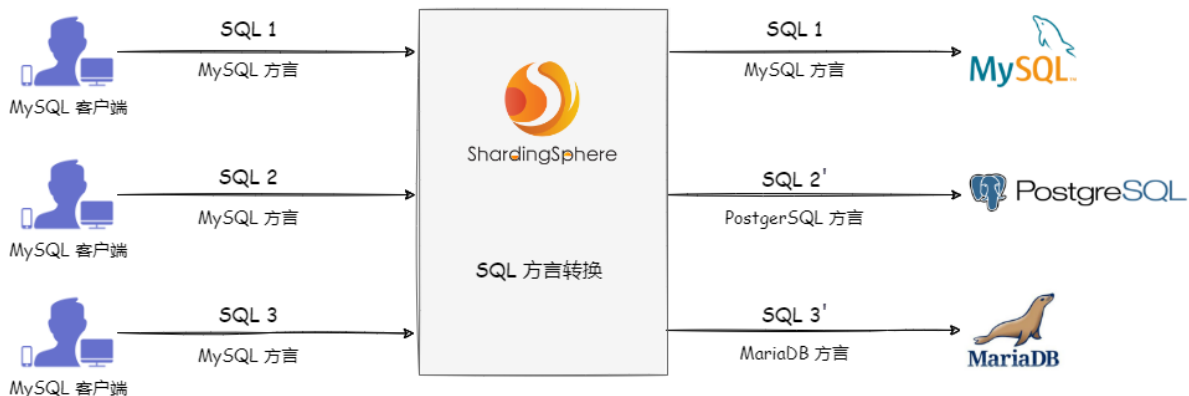 SQL 1
MySQL 方言
MySQL 客户端
SQL 2
MySQL 方言
MySQL 客户端
SQL 3
MySQL 方言
MySQL 客户端
ShardingSphere
SQL 方言转换
SQL 1
MySQL 方言
MySQL
SQL 2'
PostgerSQL 方言
PostgreSQL
SQL 3'
MariaDB 方言
MariaDB